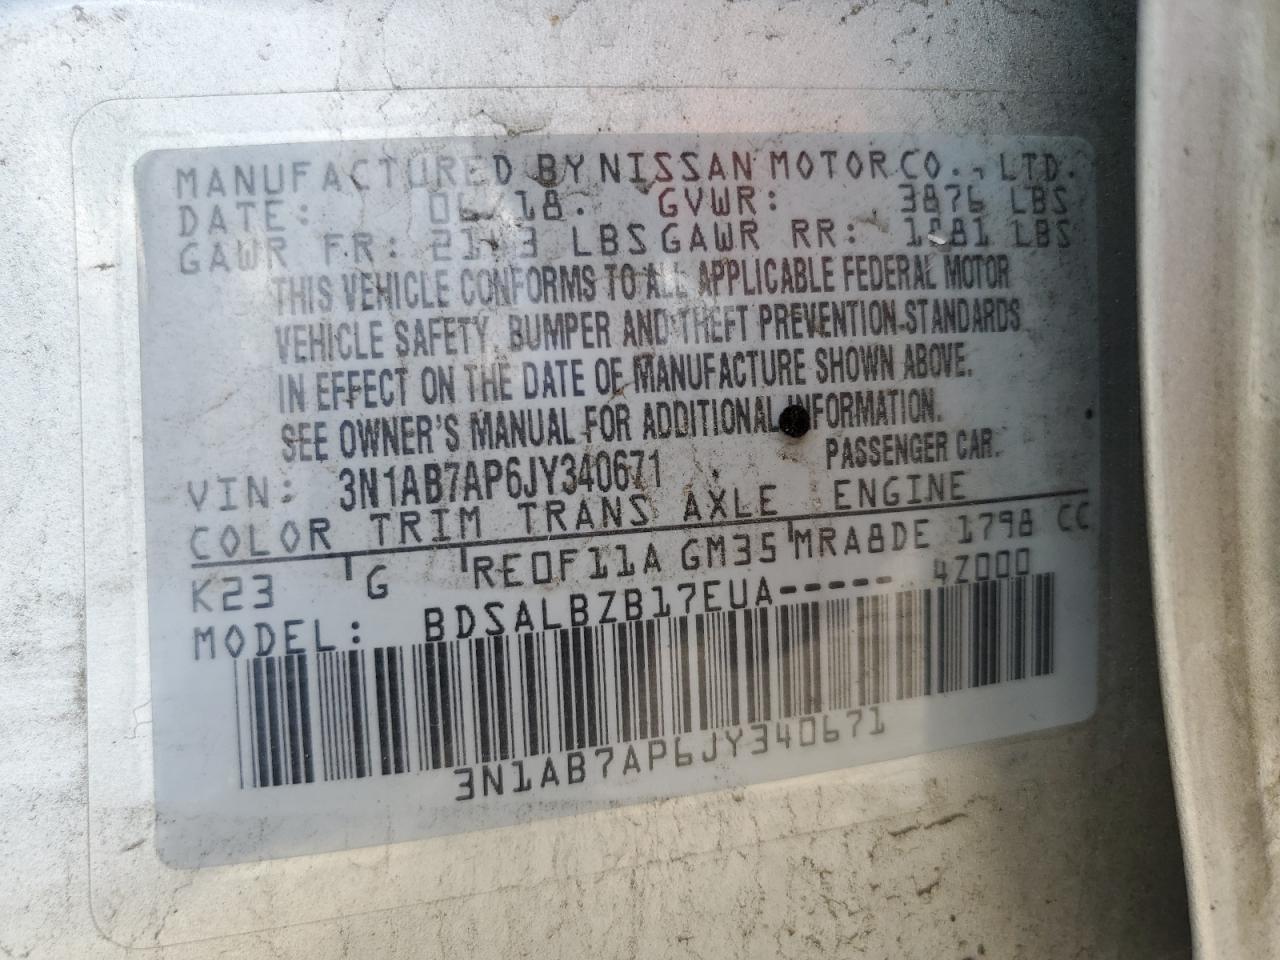 MANUFACTURED BY NISSAN MOTOR CO., LTD.
DATE: 06/18. GVWR: 3876 LBS
GAWR FR: LBS GAWR RR: LBS
THIS VEHICLE CONFORMS TO ALL APPLICABLE FEDERAL MOTOR
VEHICLE SAFETY, BUMPER AND THEFT PREVENTION STANDARDS
IN EFFECT ON THE DATE OF MANUFACTURE SHOWN ABOVE.
SEE OWNER'S MANUAL FOR ADDITIONAL INFORMATION.
VIN: 3N1AB7AP6JY340671 PASSENGER CAR.
COLOR TRIM TRANS AXLE ENGINE
K23 G RE0F11A GM35 MRA8DE 1798 CC
MODEL: BDSALBZB17EUA----- 4Z000
3N1AB7AP6JY340671